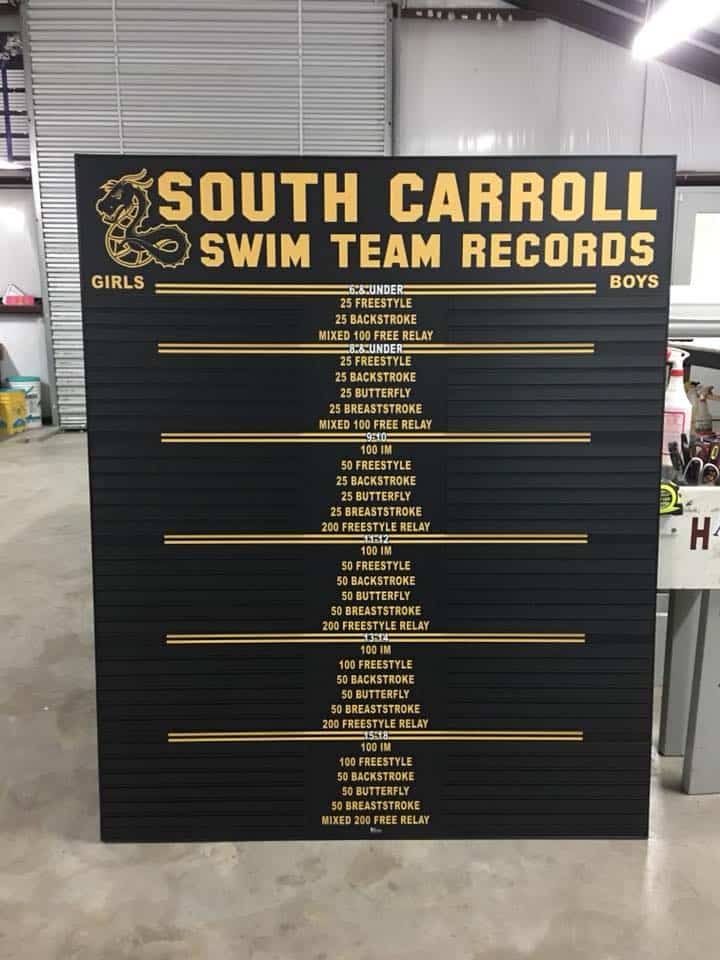 SOUTH CARROLL
SWIM TEAM RECORDS
GIRLS BOYS
6 & UNDER
25 FREESTYLE
25 BACKSTROKE
MIXED 100 FREE RELAY
8 & UNDER
25 FREESTYLE
25 BACKSTROKE
25 BUTTERFLY
25 BREASTSTROKE
MIXED 100 FREE RELAY
9-10
100 IM
50 FREESTYLE
25 BACKSTROKE
25 BUTTERFLY
25 BREASTSTROKE
200 FREESTYLE RELAY
11-12
100 IM
50 FREESTYLE
50 BACKSTROKE
50 BUTTERFLY
50 BREASTSTROKE
200 FREESTYLE RELAY
13-14
100 IM
100 FREESTYLE
50 BACKSTROKE
50 BUTTERFLY
50 BREASTSTROKE
200 FREESTYLE RELAY
15-18
100 IM
100 FREESTYLE
50 BACKSTROKE
50 BUTTERFLY
50 BREASTSTROKE
MIXED 200 FREE RELAY